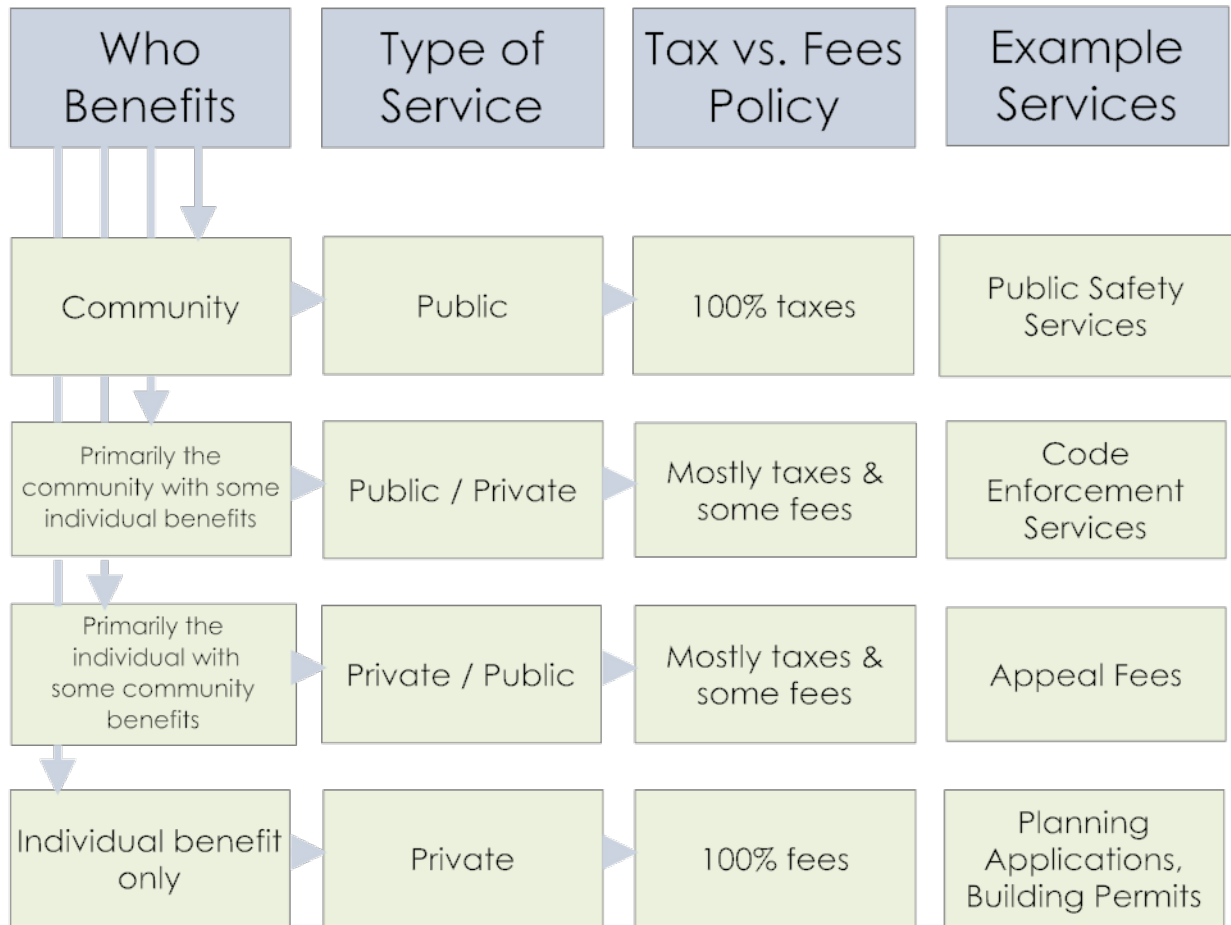 Who
Benefits
Type of
Service
Tax vs. Fees
Policy
Example
Services
Community
Public
100% taxes
Public Safety
Services
Primarily the
community with some
individual benefits
Public / Private
Mostly taxes &
some fees
Code
Enforcement
Services
Primarily the
individual with
some community
benefits
Private / Public
Mostly taxes &
some fees
Appeal Fees
Individual benefit
only
Private
100% fees
Planning
Applications,
Building Permits